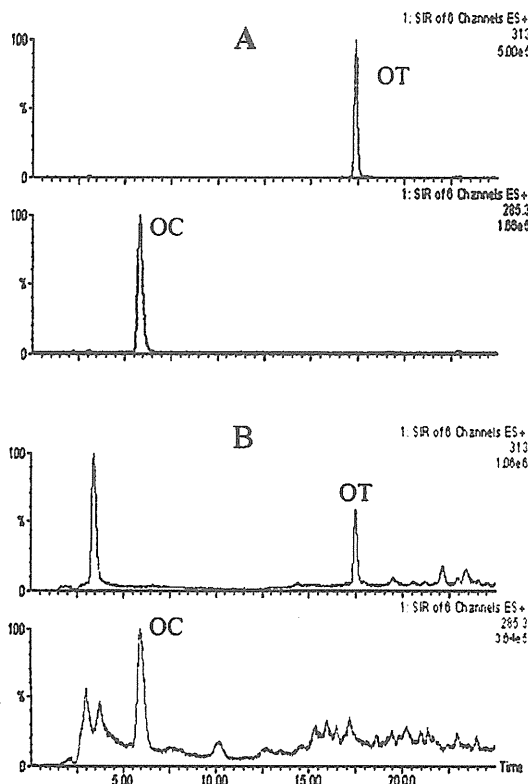 1: SIR of 6 Channels ES+
313
5.00e5
100
A
OT
%
0
1: SIR of 6 Channels ES+
285.3
100
OC
%
0
B
1: SIR of 6 Channels ES+
313
1.06e6
100
OT
%
0
1: SIR of 6 Channels ES+
285.3
3.64e5
100
OC
%
0
5.00 10.00 15.00 20.00 Time